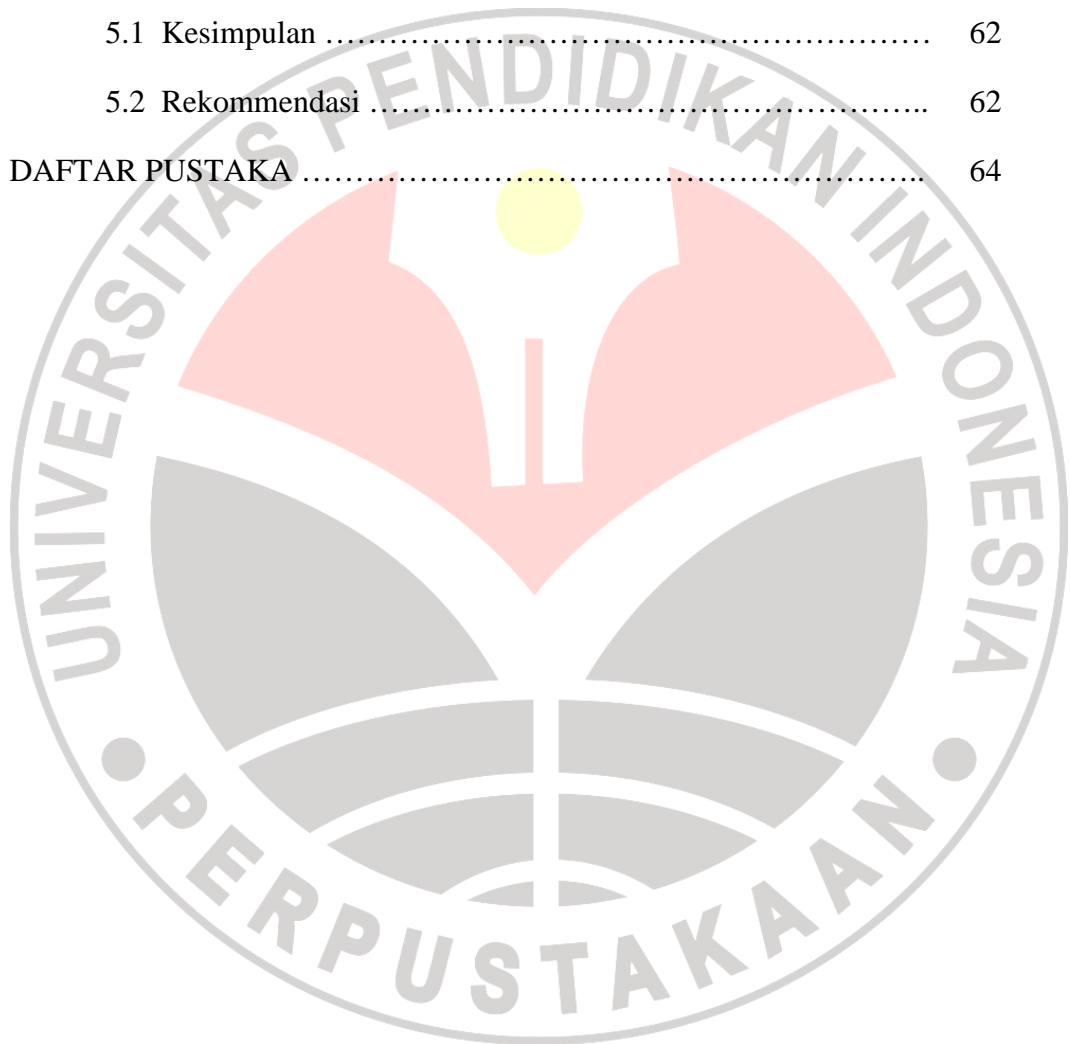 5.1 Kesimpulan ………………………………………………… 62
5.2 Rekommendasi …………………………………………….. 62
DAFTAR PUSTAKA ………………………………………………….. 64
UNIVERSITAS PENDIDIKAN INDONESIA
PERPUSTAKAAN